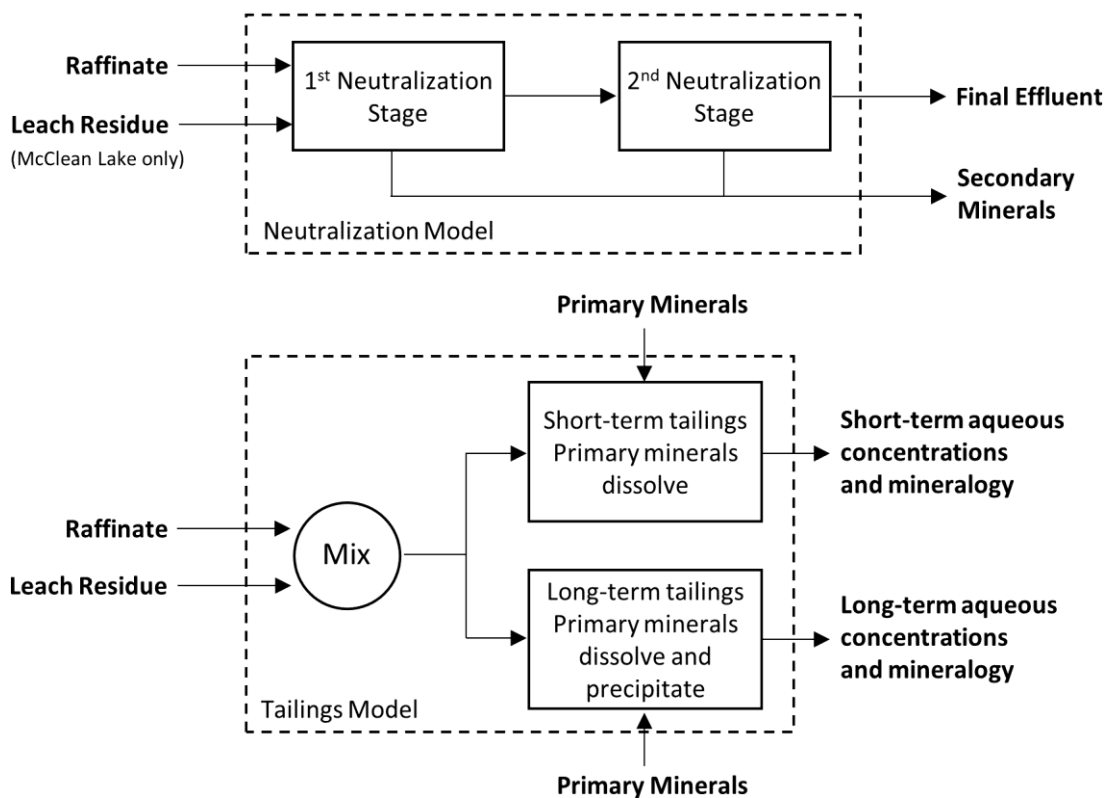 Raffinate
Leach Residue
(McClean Lake only)
1st Neutralization
Stage
2nd Neutralization
Stage
Final Effluent
Secondary
Minerals
Neutralization Model
Primary Minerals
Short-term tailings
Primary minerals
dissolve
Short-term aqueous
concentrations
and mineralogy
Raffinate
Leach Residue
Mix
Long-term tailings
Primary minerals
dissolve and
precipitate
Long-term aqueous
concentrations
and mineralogy
Tailings Model
Primary Minerals